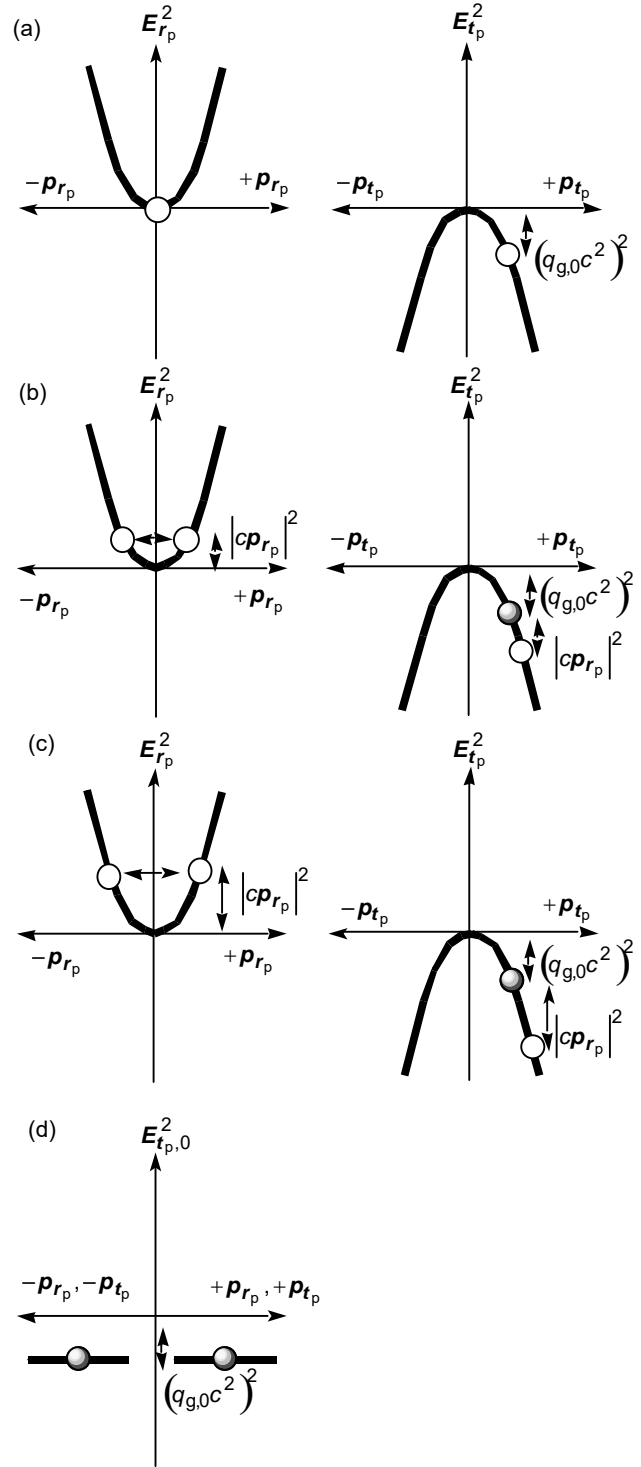 (a)
E_{r_p}^2 E_{t_p}^2
−p_{r_p} +p_{r_p} −p_{t_p} +p_{t_p}
(q_{g,0}c^2)^2
(b)
E_{r_p}^2 E_{t_p}^2
|cp_{r_p}|^2 −p_{t_p} +p_{t_p}
−p_{r_p} +p_{r_p} (q_{g,0}c^2)^2
|cp_{r_p}|^2
(c)
E_{r_p}^2 E_{t_p}^2
|cp_{r_p}|^2 −p_{t_p} +p_{t_p}
−p_{r_p} +p_{r_p} (q_{g,0}c^2)^2
|cp_{r_p}|^2
(d)
E_{t_p,0}^2
−p_{r_p}, −p_{t_p} +p_{r_p}, +p_{t_p}
(q_{g,0}c^2)^2